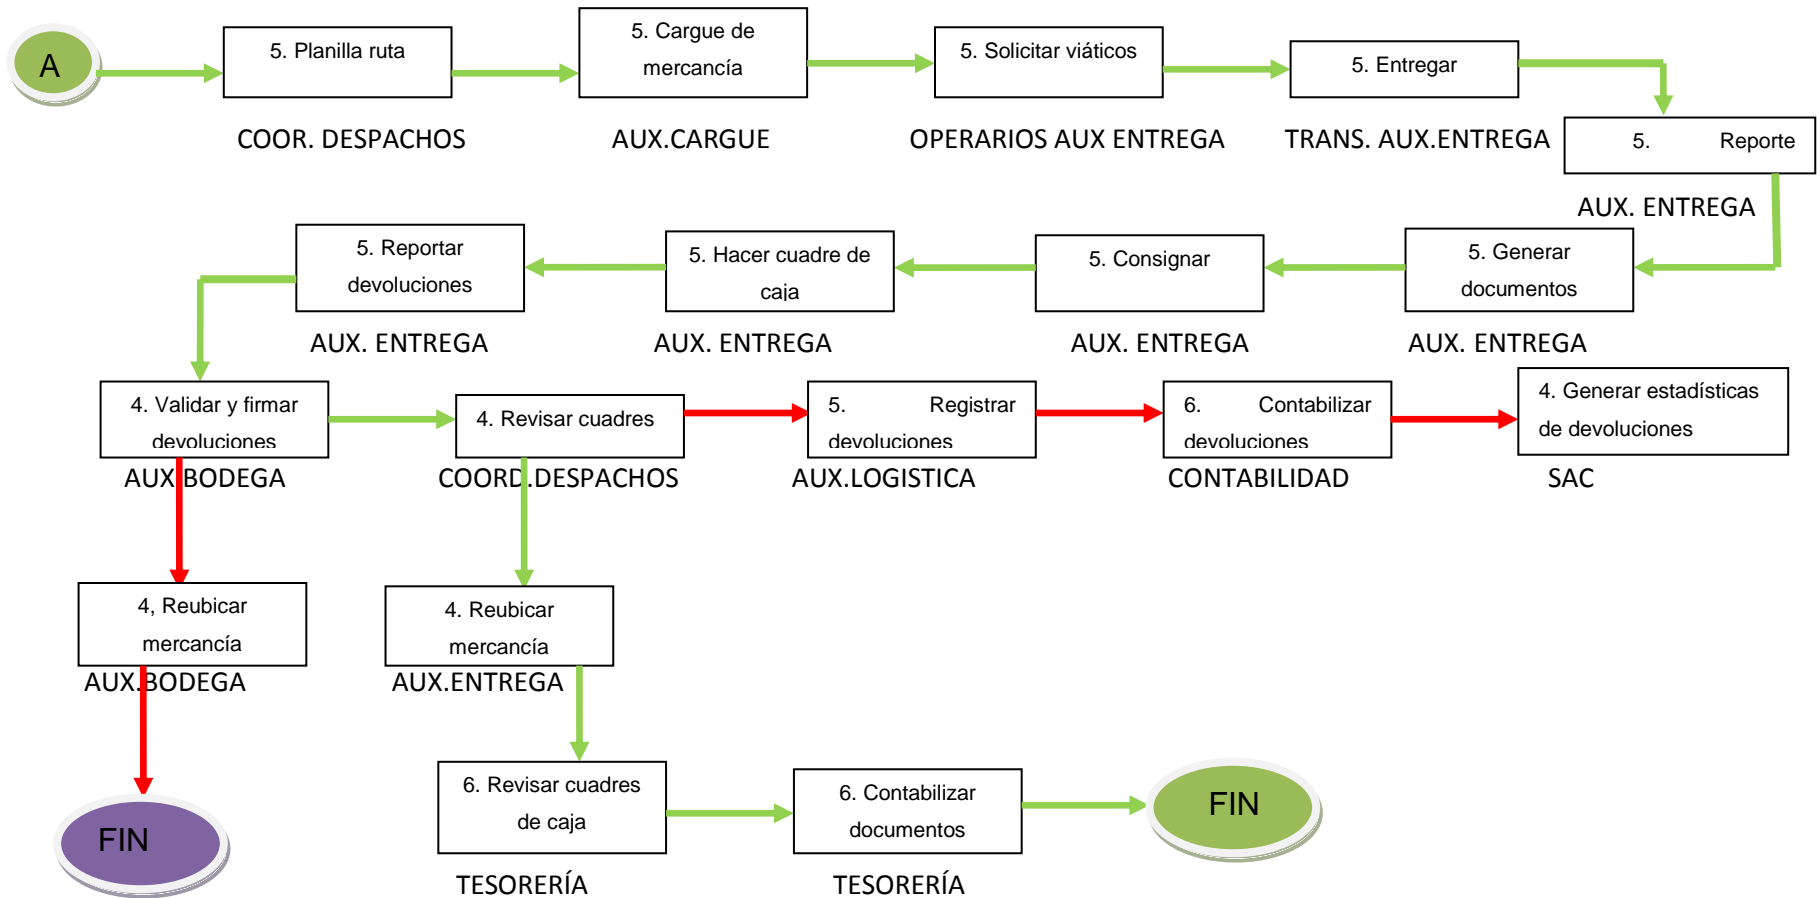 A
5. Planilla ruta
5. Cargue de
mercancía
5. Solicitar viáticos
5. Entregar
COOR. DESPACHOS
AUX.CARGUE
OPERARIOS AUX ENTREGA
TRANS. AUX.ENTREGA
5. Reporte
AUX. ENTREGA
5. Reportar
devoluciones
5. Hacer cuadre de
caja
5. Consignar
5. Generar
documentos
AUX. ENTREGA
AUX. ENTREGA
AUX. ENTREGA
AUX. ENTREGA
4. Validar y firmar
devoluciones
4. Revisar cuadres
5. Registrar
devoluciones
6. Contabilizar
devoluciones
4. Generar estadísticas
de devoluciones
AUX.BODEGA
COORD.DESPACHOS
AUX.LOGISTICA
CONTABILIDAD
SAC
4, Reubicar
mercancía
4. Reubicar
mercancía
AUX.BODEGA
AUX.ENTREGA
6. Revisar cuadres
de caja
6. Contabilizar
documentos
FIN
FIN
TESORERÍA
TESORERÍA